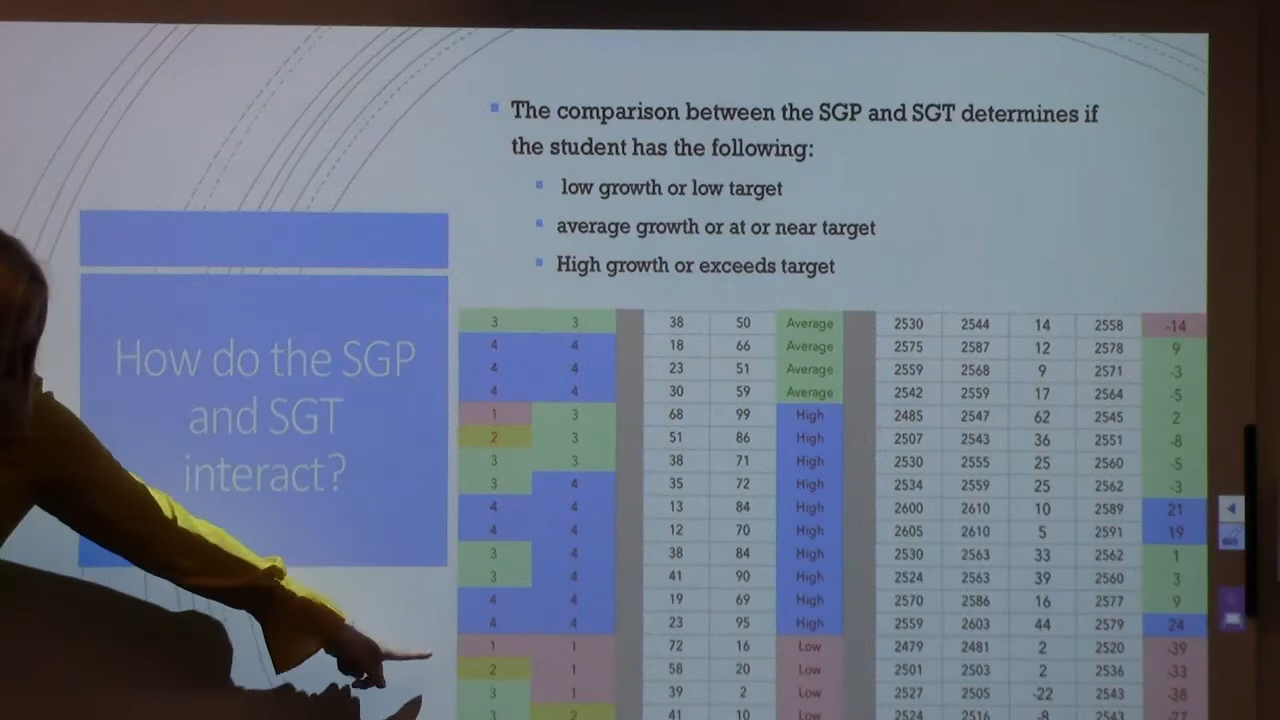 The comparison between the SGP and SGT determines if
the student has the following:
low growth or low target
average growth or at or near target
High growth or exceeds target
How do the SGP
and SGT
interact?
3 3 38 50 Average 2530 2544 14 2558 -14
4 4 18 66 Average 2575 2587 12 2578 9
4 4 23 51 Average 2559 2568 9 2571 -3
4 4 30 59 Average 2542 2559 17 2564 -5
1 3 68 99 High 2485 2547 62 2545 2
2 3 51 86 High 2507 2543 36 2551 -8
3 3 38 71 High 2530 2555 25 2560 -5
3 4 35 72 High 2534 2559 25 2562 -3
4 4 13 84 High 2600 2610 10 2589 21
4 4 12 70 High 2605 2610 5 2591 19
3 4 38 84 High 2530 2563 33 2562 1
3 4 41 90 High 2524 2563 39 2560 3
4 4 19 69 High 2570 2586 16 2577 9
4 4 23 95 High 2559 2603 44 2579 24
1 1 72 16 Low 2479 2481 2 2520 -39
2 1 58 20 Low 2501 2503 2 2536 -33
3 1 39 2 Low 2527 2505 -22 2543 -38
3 2 41 10 Low 2524 2516 -8 2543 -27